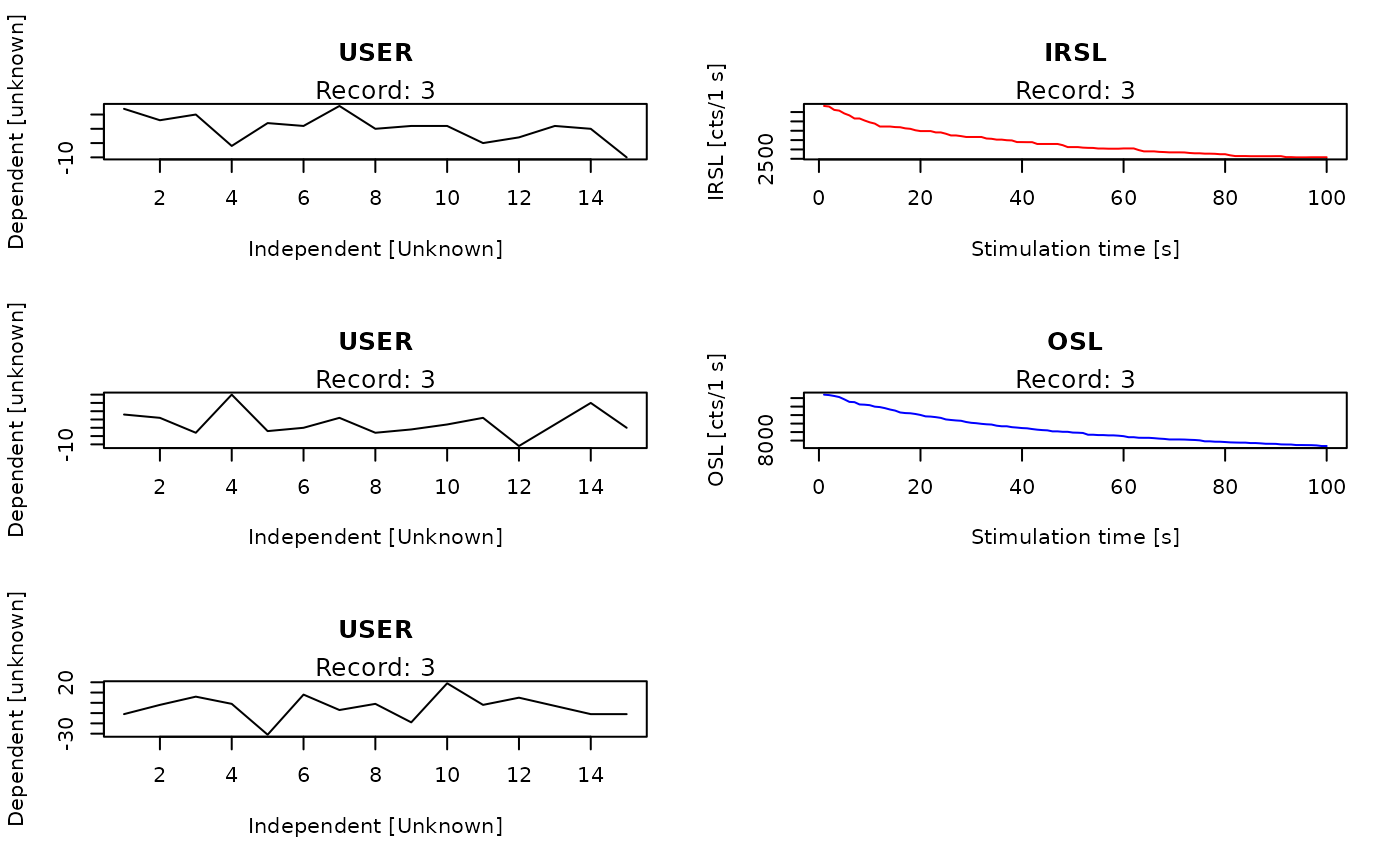 USER
Record: 3
Dependent [unknown]
-10
2 4 6 8 10 12 14
Independent [Unknown]
IRSL
Record: 3
IRSL [cts/1 s]
2500
0 20 40 60 80 100
Stimulation time [s]
USER
Record: 3
Dependent [unknown]
-10
2 4 6 8 10 12 14
Independent [Unknown]
OSL
Record: 3
OSL [cts/1 s]
8000
0 20 40 60 80 100
Stimulation time [s]
USER
Record: 3
Dependent [unknown]
20
-30
2 4 6 8 10 12 14
Independent [Unknown]